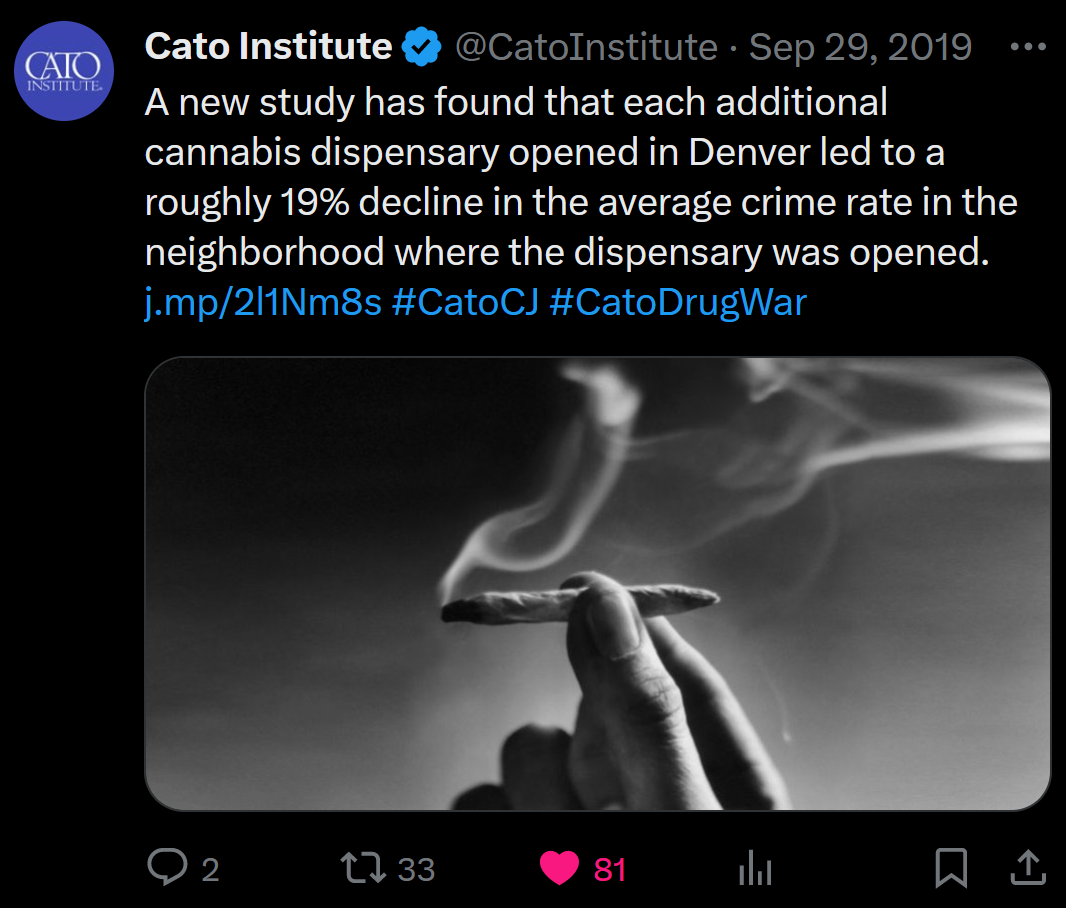 CATO
INSTITUTE
Cato Institute @CatoInstitute · Sep 29, 2019
A new study has found that each additional
cannabis dispensary opened in Denver led to a
roughly 19% decline in the average crime rate in the
neighborhood where the dispensary was opened.
j.mp/2l1Nm8s #CatoCJ #CatoDrugWar
2 33 81